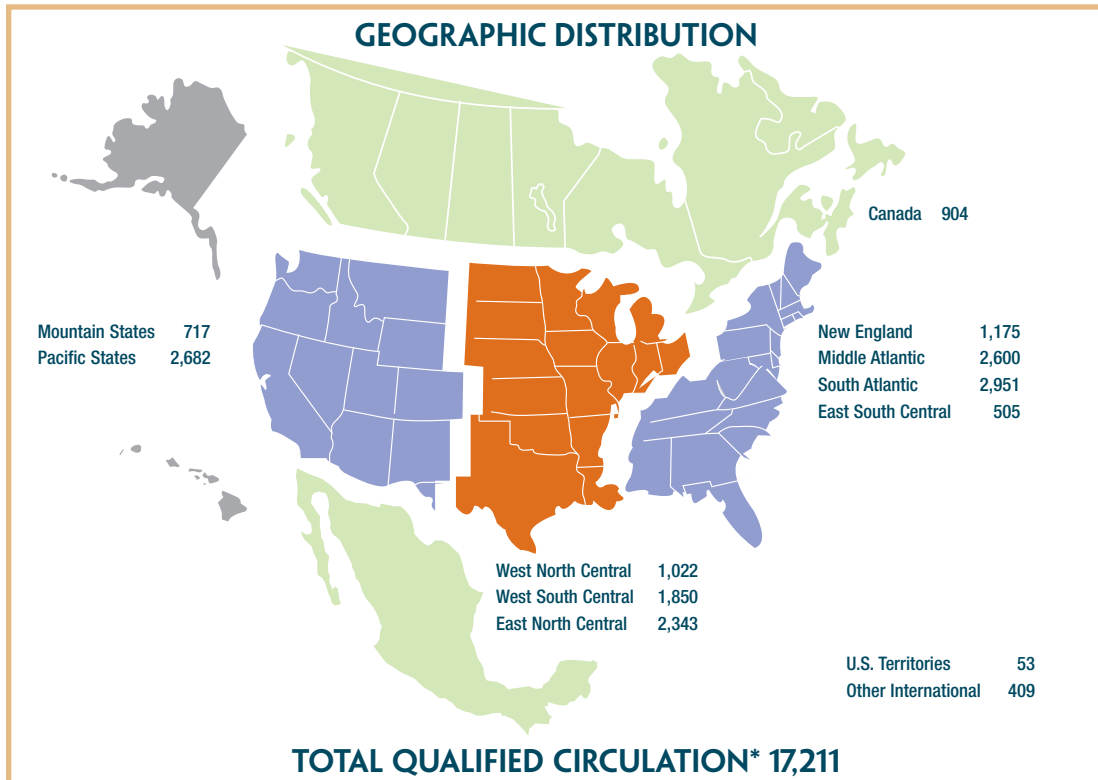 GEOGRAPHIC DISTRIBUTION
Canada 904
Mountain States 717
Pacific States 2,682
New England 1,175
Middle Atlantic 2,600
South Atlantic 2,951
East South Central 505
West North Central 1,022
West South Central 1,850
East North Central 2,343
U.S. Territories 53
Other International 409
TOTAL QUALIFIED CIRCULATION* 17,211